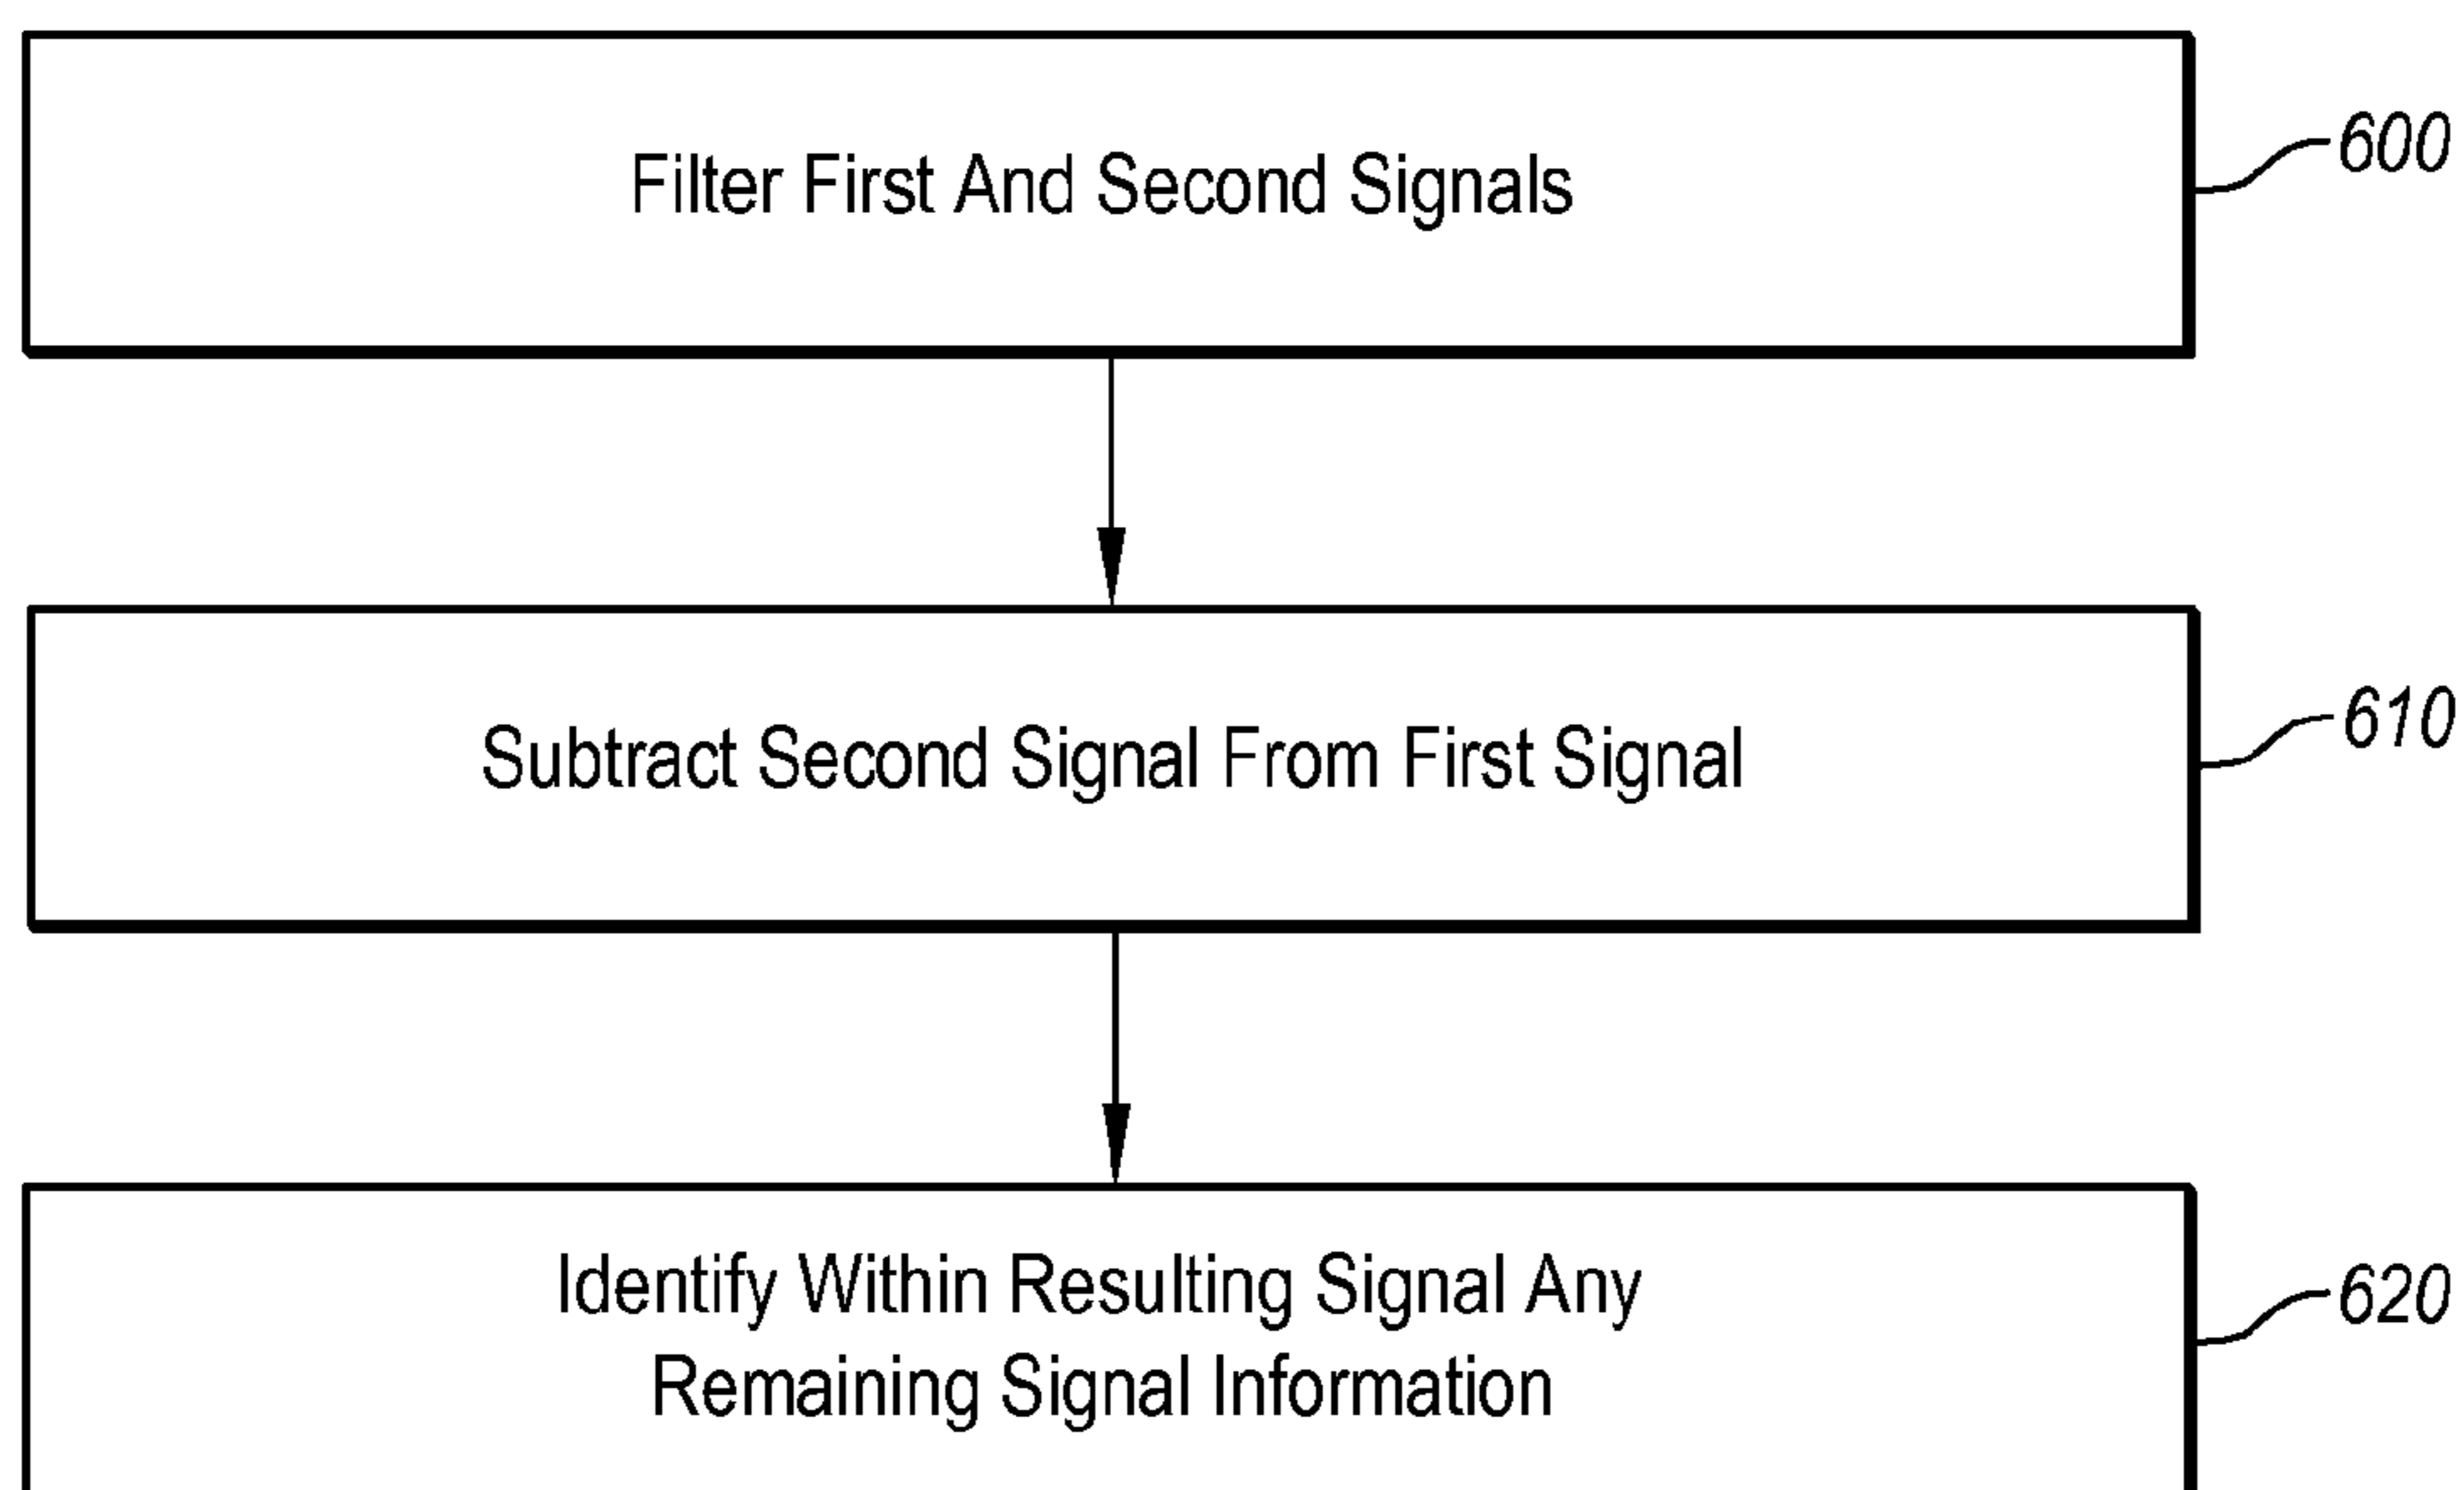 Filter First And Second Signals
600
Subtract Second Signal From First Signal
610
Identify Within Resulting Signal Any
Remaining Signal Information
620